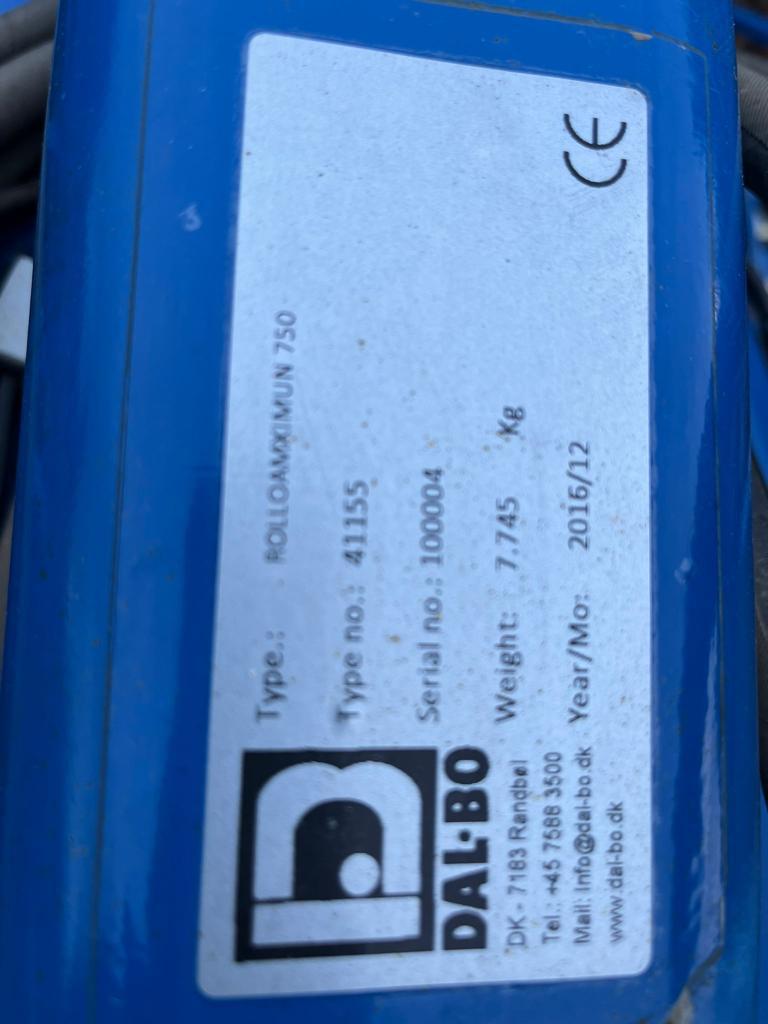 Type.: ROLLOAMXIMUN 750
Type no.: 41155
Serial no.: 100004
Weight: 7.745 Kg
Year/Mo: 2016/12
DAL·BO
DK - 7183 Randbøl
Tel.: +45 7588 3500
Mail: info@dal-bo.dk
www.dal-bo.dk
CE